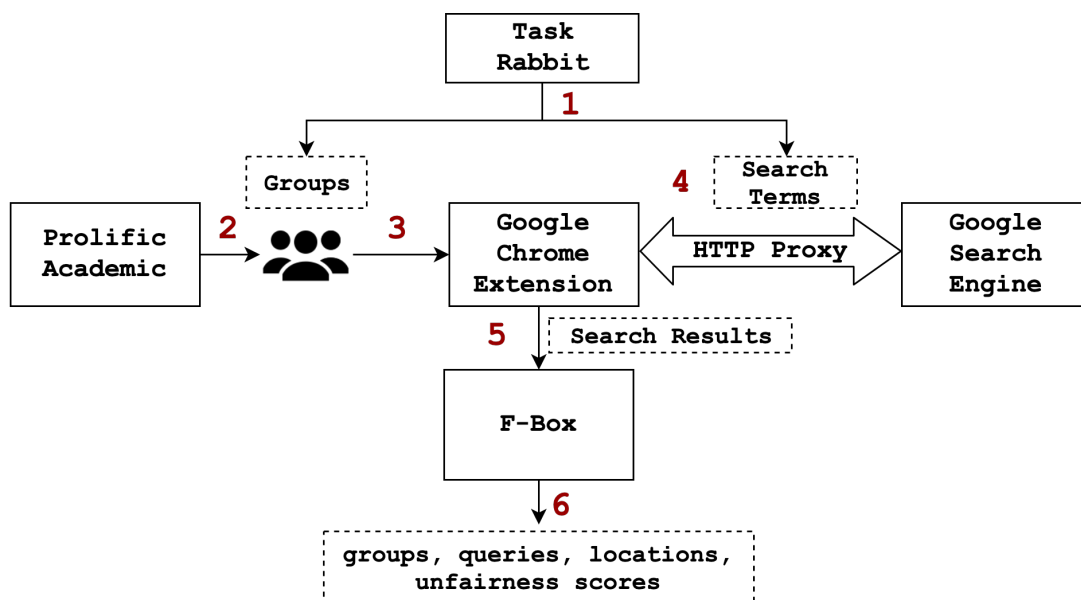 Task
Rabbit
1
Groups
4
Search
Terms
Prolific
Academic
2
3
Google
Chrome
Extension
HTTP Proxy
Google
Search
Engine
5
Search Results
F-Box
6
groups, queries, locations,
unfairness scores